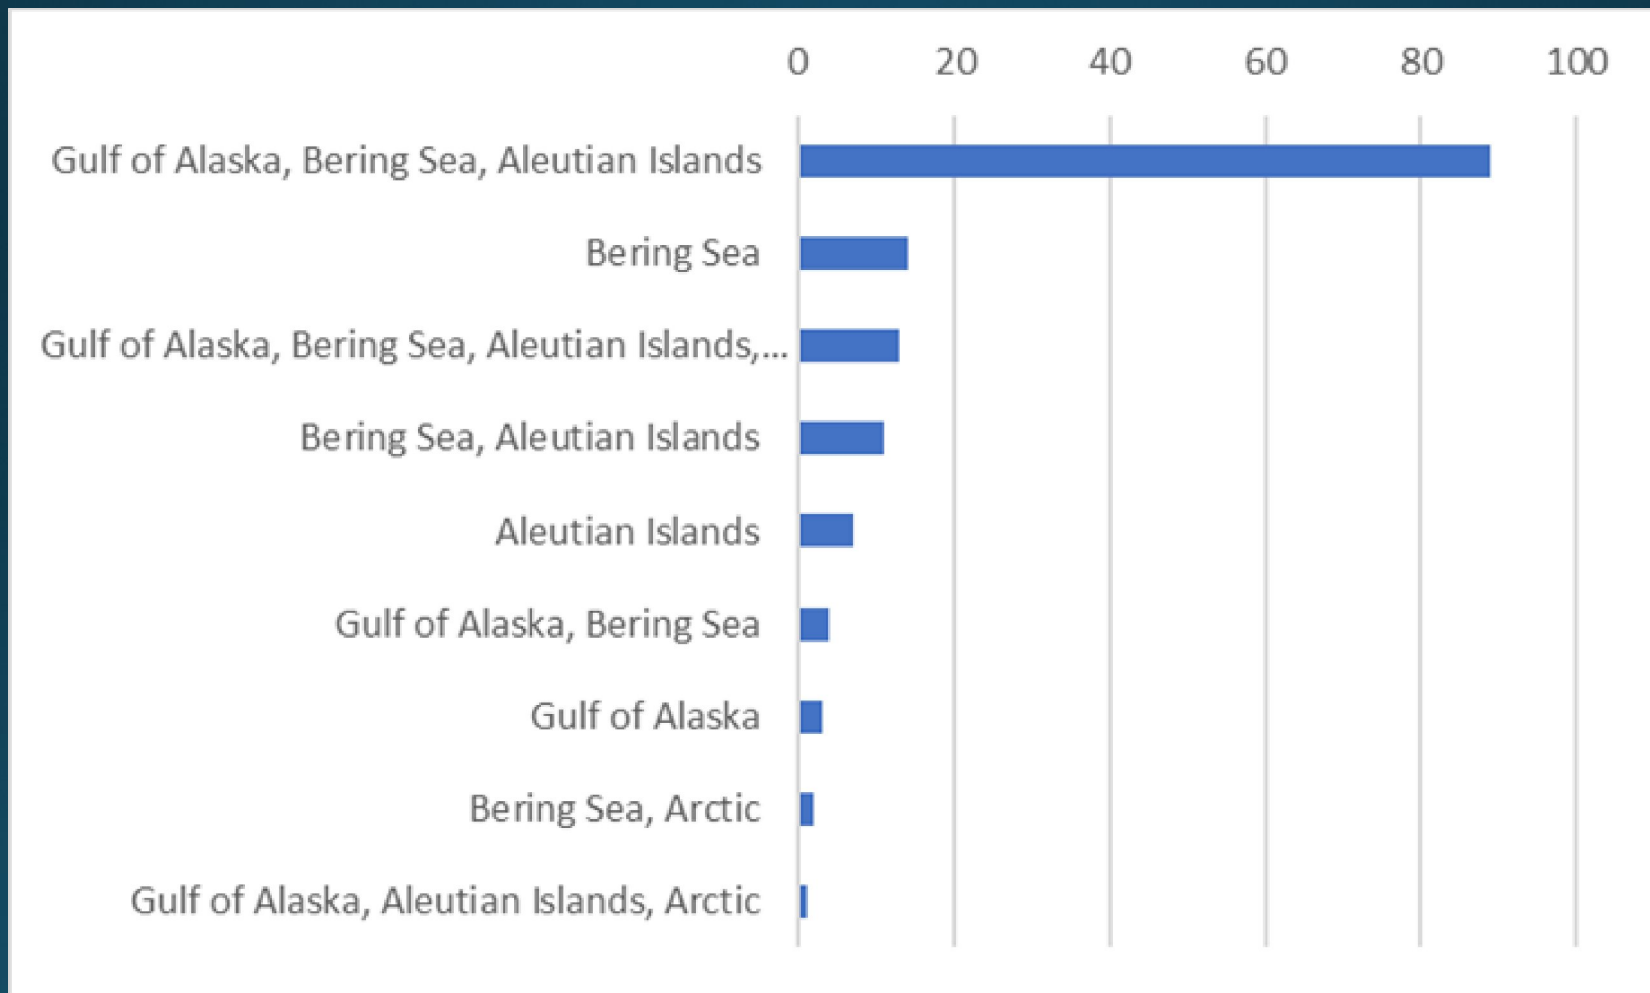 0 20 40 60 80 100
Gulf of Alaska, Bering Sea, Aleutian Islands
Bering Sea
Gulf of Alaska, Bering Sea, Aleutian Islands,...
Bering Sea, Aleutian Islands
Aleutian Islands
Gulf of Alaska, Bering Sea
Gulf of Alaska
Bering Sea, Arctic
Gulf of Alaska, Aleutian Islands, Arctic